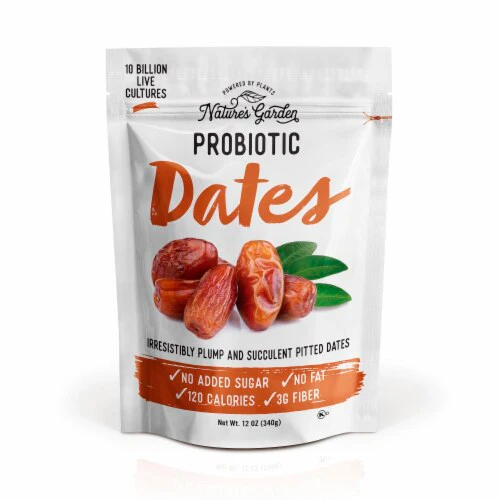 10 BILLION
LIVE
CULTURES
POWERED BY PLANTS
Nature's Garden
PROBIOTIC
Dates
IRRESISTIBLY PLUMP AND SUCCULENT PITTED DATES
✓NO ADDED SUGAR ✓NO FAT
✓120 CALORIES ✓3G FIBER
Net Wt. 12 OZ (340g)